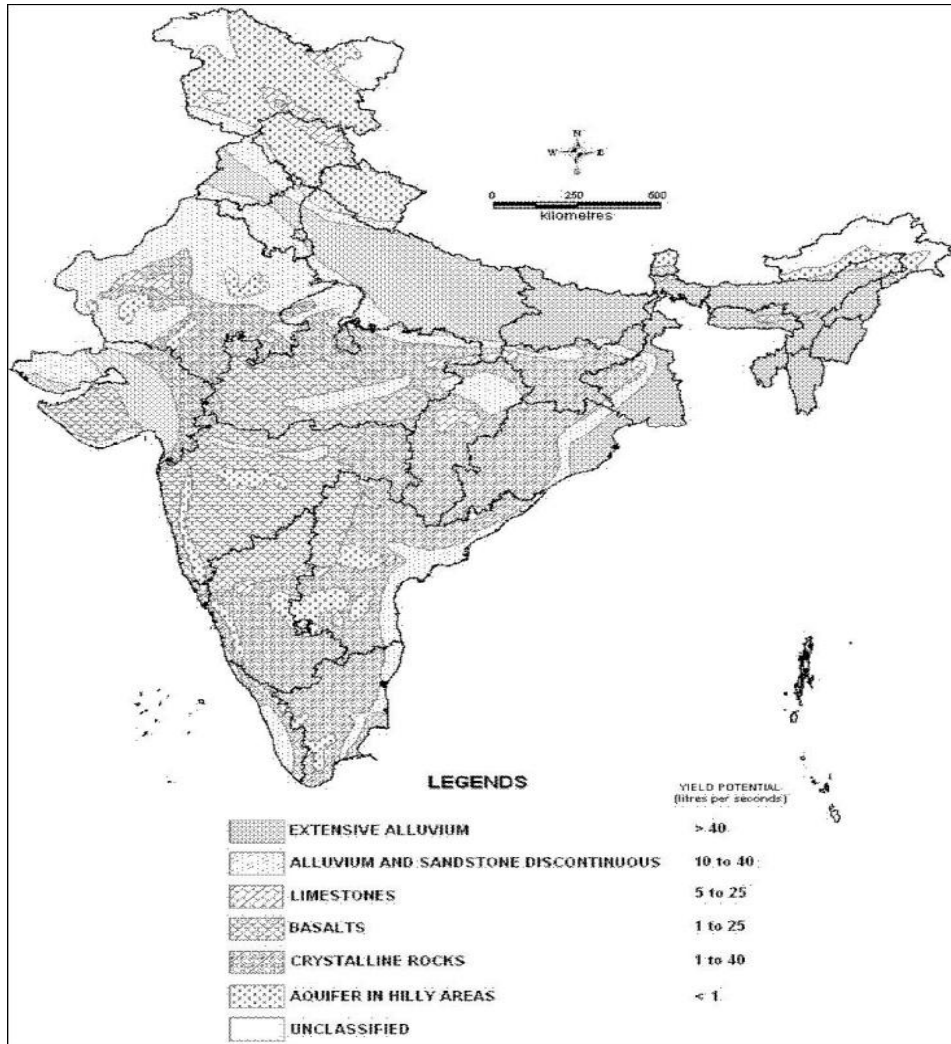 N
W E
S
0 250 500
kilometres
LEGENDS
YIELD POTENTIAL
(litres per seconds)
EXTENSIVE ALLUVIUM > 40
ALLUVIUM AND SANDSTONE DISCONTINUOUS 10 to 40
LIMESTONES 5 to 25
BASALTS 1 to 25
CRYSTALLINE ROCKS 1 to 40
AQUIFER IN HILLY AREAS < 1
UNCLASSIFIED